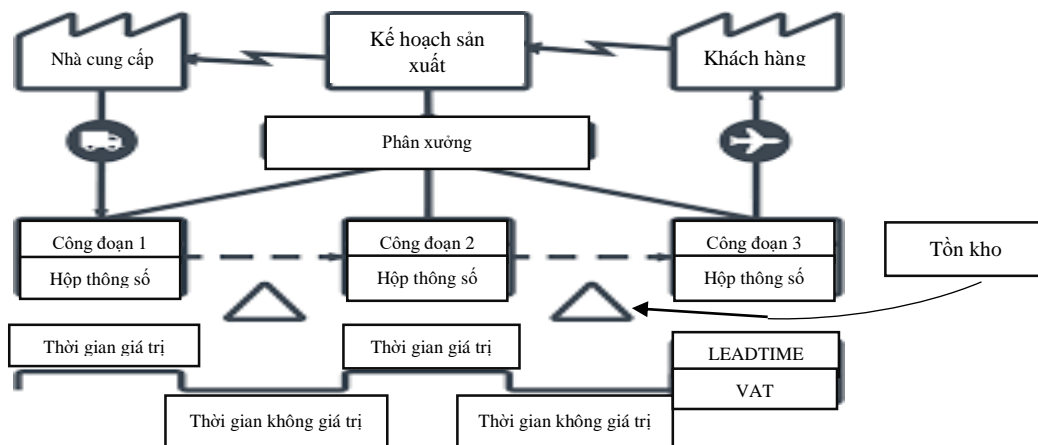 Nhà cung cấp
Kế hoạch sản
xuất
Khách hàng
Phân xưởng
Công đoạn 1
Hộp thông số
Công đoạn 2
Hộp thông số
Công đoạn 3
Hộp thông số
Tồn kho
Thời gian giá trị
Thời gian giá trị
LEADTIME
VAT
Thời gian không giá trị
Thời gian không giá trị